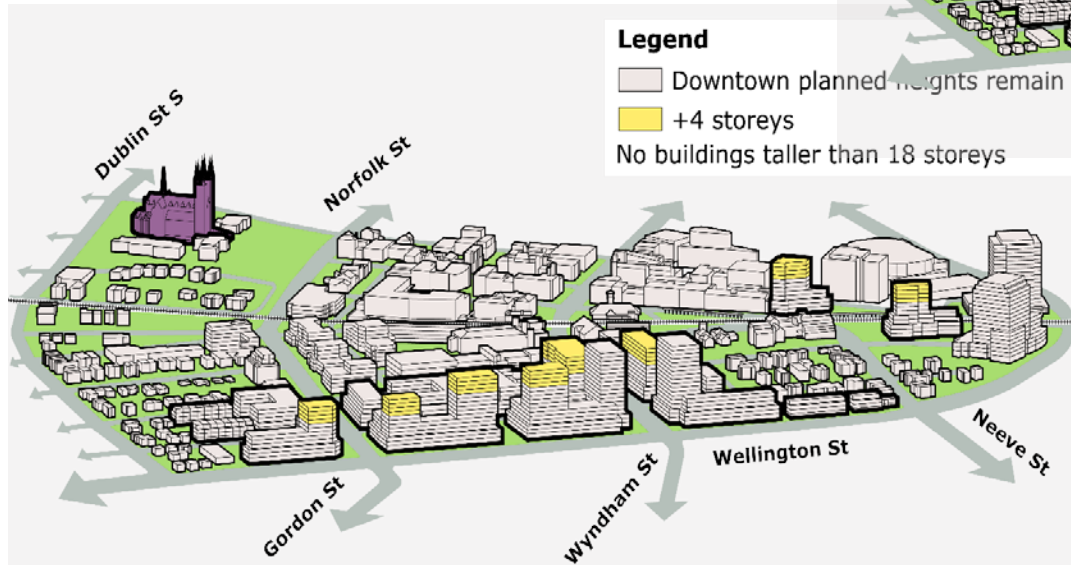 Legend
Downtown planned heights remain
+4 storeys
No buildings taller than 18 storeys
Dublin St S
Norfolk St
Gordon St
Wyndham St
Wellington St
Neeve St